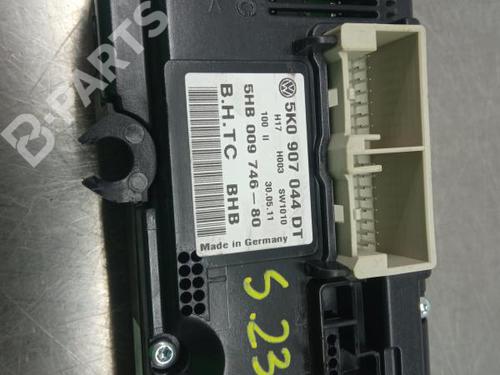 5K0 907 044 DT
H17 H003 SW1010
100 II 30.05.11
5HB 009 746-80
B.H.TC BHB
Made in Germany
S.23
B-PARTS